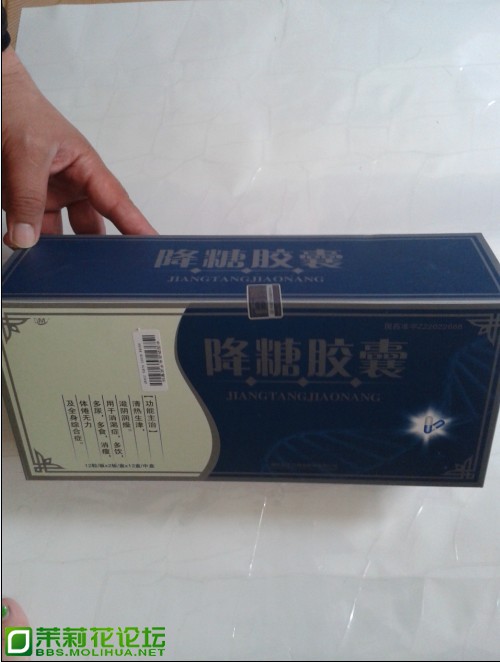 降糖胶囊
JIANGTANGJIAONANG
降糖胶囊
JIANGTANGJIAONANG
【功能主治】
清热生津，
滋阴润燥。
用于消渴症，多饮，
多尿，多食，消瘦，
体倦无力
及全身综合症。
茉莉花论坛
BBS.MOLIHUA.NET